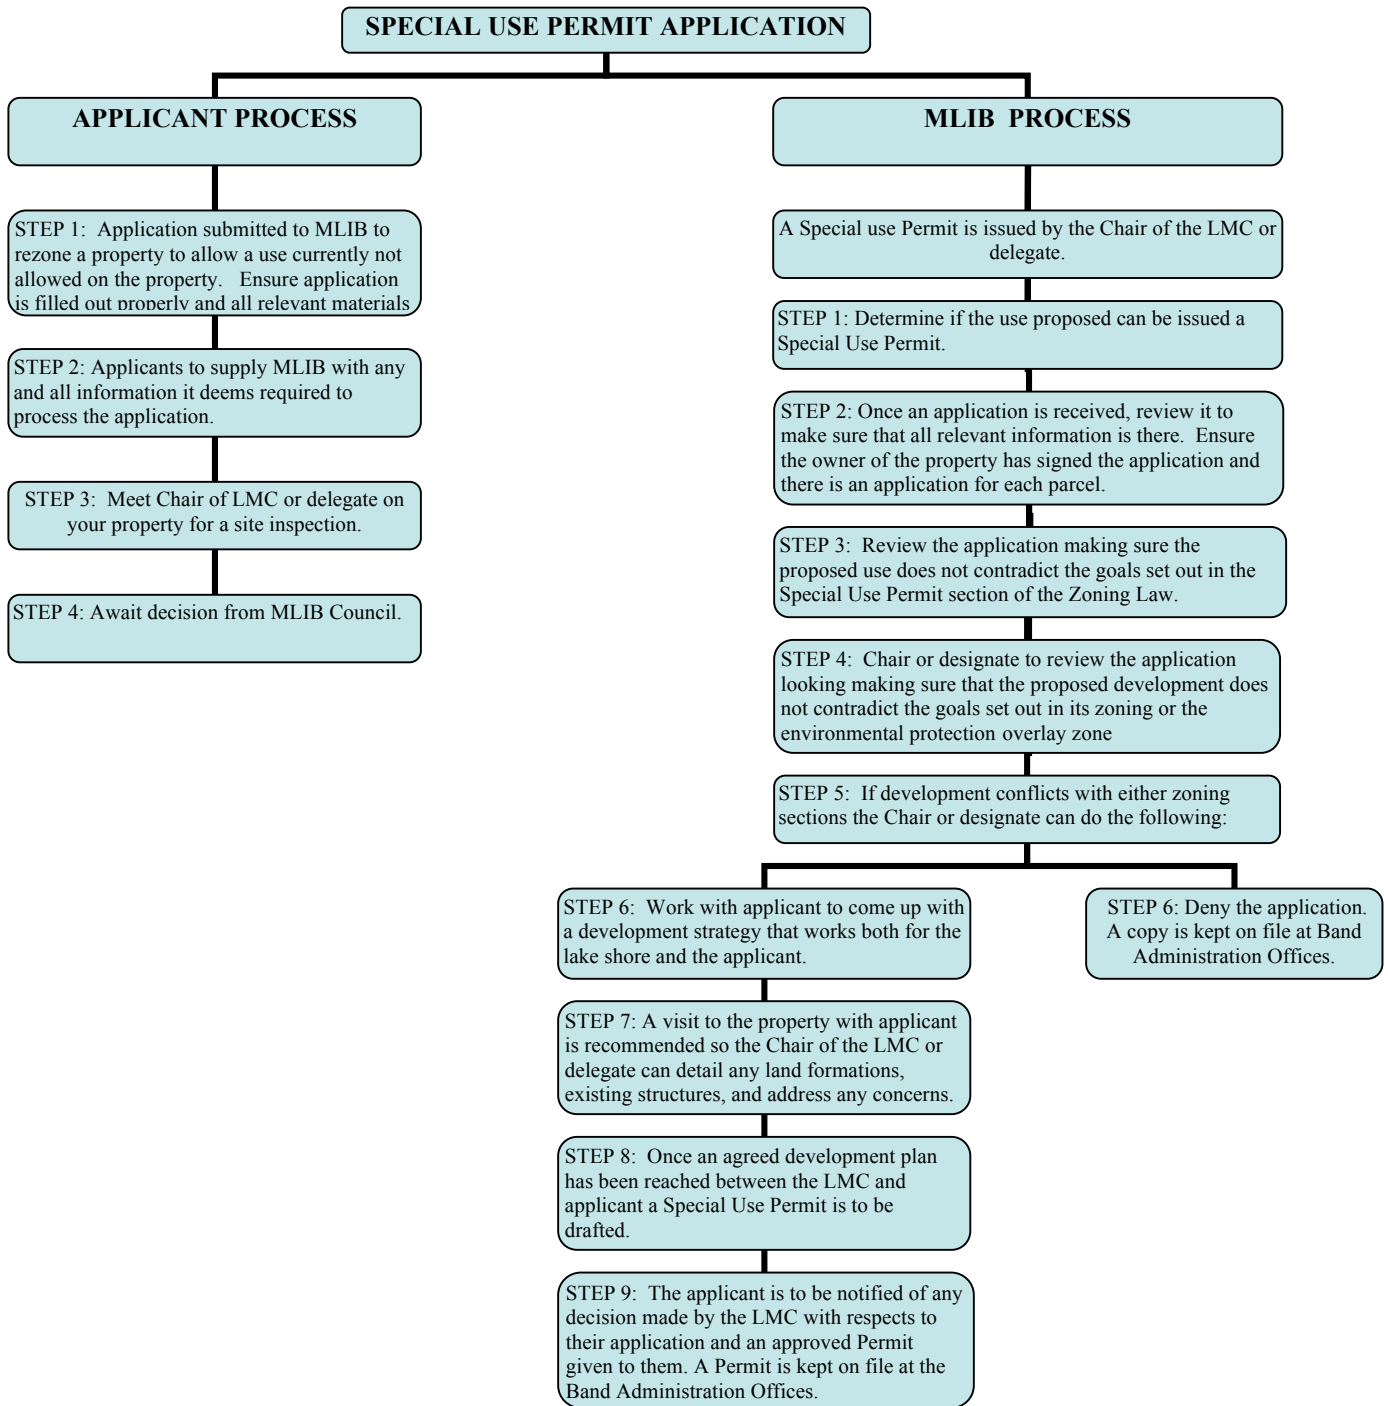 SPECIAL USE PERMIT APPLICATION
APPLICANT PROCESS
STEP 1:  Application submitted to MLIB to
rezone a property to allow a use currently not
allowed on the property.   Ensure application
is filled out properly and all relevant materials
STEP 2: Applicants to supply MLIB with any
and all information it deems required to
process the application.
STEP 3:  Meet Chair of LMC or delegate on
your property for a site inspection.
STEP 4: Await decision from MLIB Council.
MLIB  PROCESS
A Special use Permit is issued by the Chair of the LMC or
delegate.
STEP 1: Determine if the use proposed can be issued a
Special Use Permit.
STEP 2: Once an application is received, review it to
make sure that all relevant information is there.  Ensure
the owner of the property has signed the application and
there is an application for each parcel.
STEP 3:  Review the application making sure the
proposed use does not contradict the goals set out in the
Special Use Permit section of the Zoning Law.
STEP 4:  Chair or designate to review the application
looking making sure that the proposed development does
not contradict the goals set out in its zoning or the
environmental protection overlay zone
STEP 5:  If development conflicts with either zoning
sections the Chair or designate can do the following:
STEP 6:  Work with applicant to come up with
a development strategy that works both for the
lake shore and the applicant.
STEP 7: A visit to the property with applicant
is recommended so the Chair of the LMC or
delegate can detail any land formations,
existing structures, and address any concerns.
STEP 8:  Once an agreed development plan
has been reached between the LMC and
applicant a Special Use Permit is to be
drafted.
STEP 9:  The applicant is to be notified of any
decision made by the LMC with respects to
their application and an approved Permit
given to them. A Permit is kept on file at the
Band Administration Offices.
STEP 6: Deny the application.
A copy is kept on file at Band
Administration Offices.